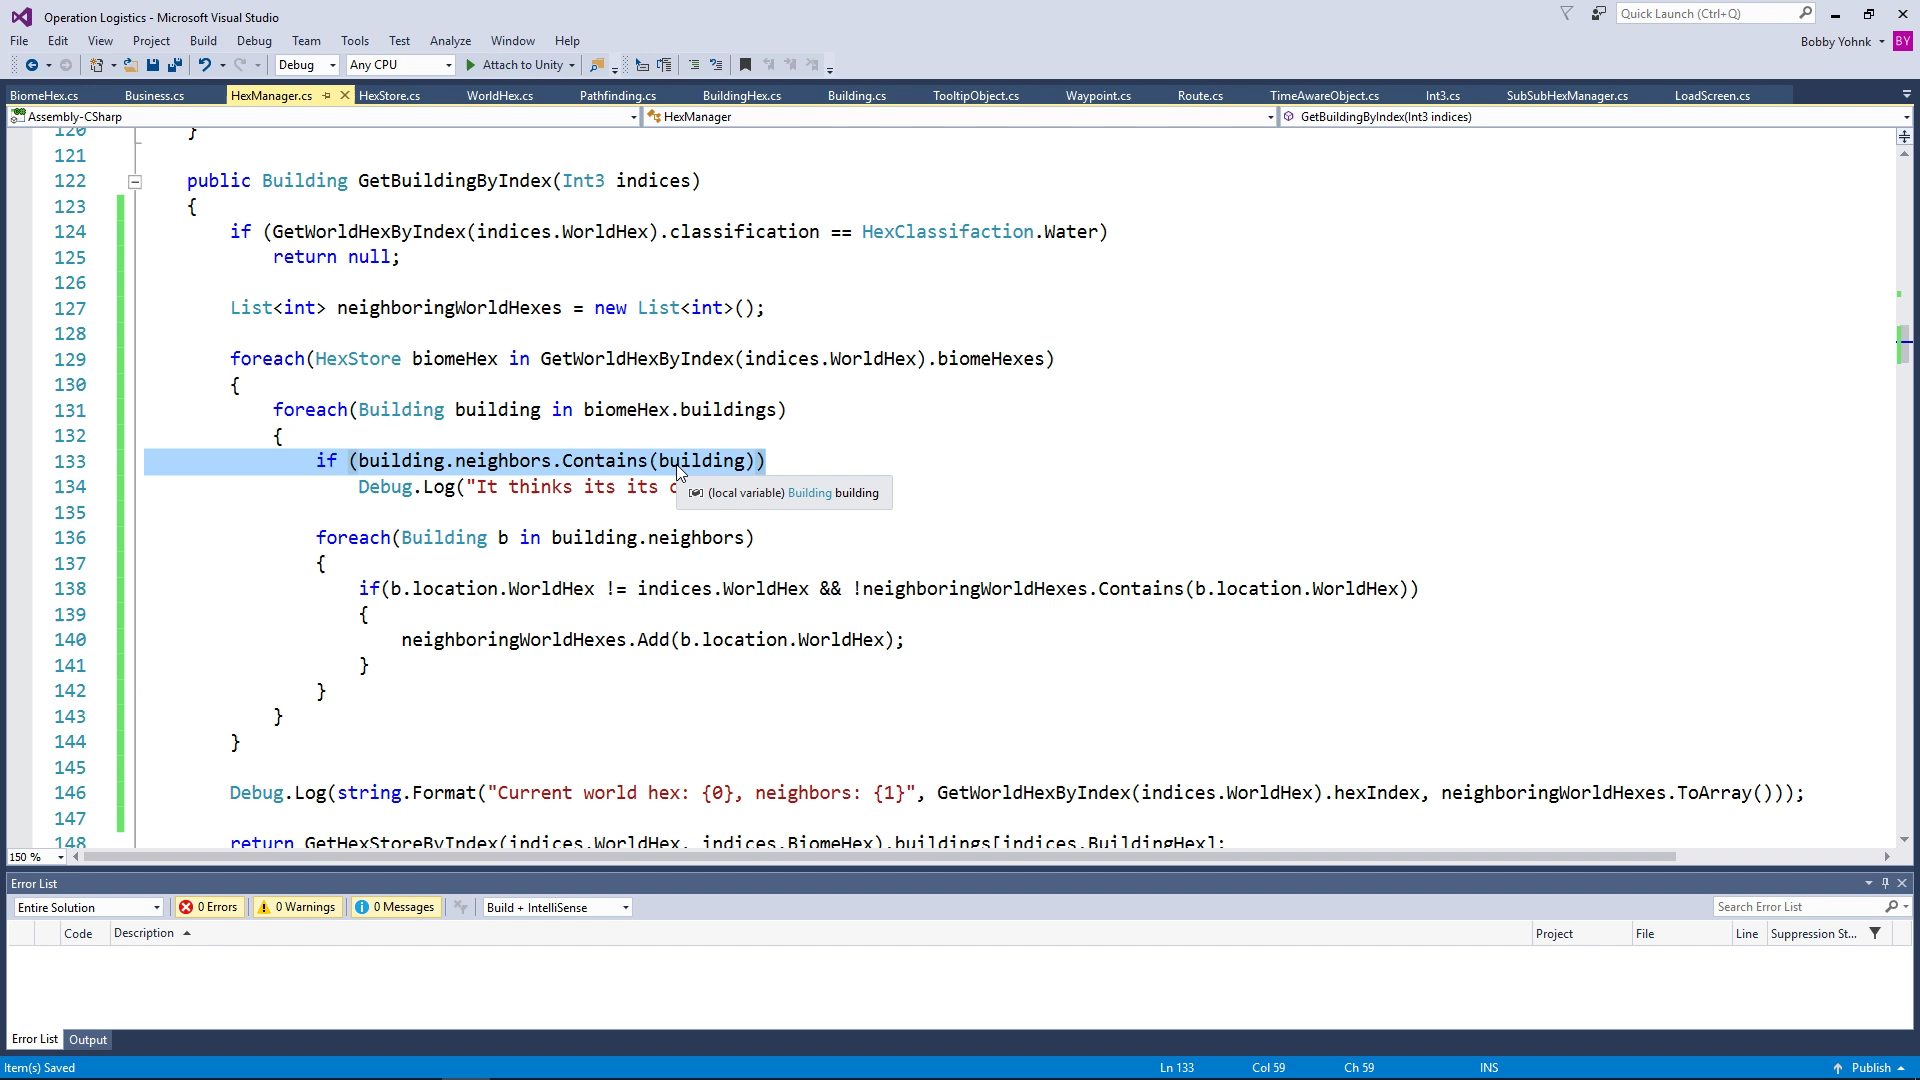 Operation Logistics - Microsoft Visual Studio
Quick Launch (Ctrl+Q)
File Edit View Project Build Debug Team Tools Test Analyze Window Help
Bobby Yohnk BY
Debug Any CPU Attach to Unity
BiomeHex.cs Business.cs HexManager.cs HexStore.cs WorldHex.cs Pathfinding.cs BuildingHex.cs Building.cs TooltipObject.cs Waypoint.cs Route.cs TimeAwareObject.cs Int3.cs SubSubHexManager.cs LoadScreen.cs
Assembly-CSharp HexManager GetBuildingByIndex(Int3 indices)
120 }
121
122 public Building GetBuildingByIndex(Int3 indices)
123 {
124 if (GetWorldHexByIndex(indices.WorldHex).classification == HexClassifaction.Water)
125 return null;
126
127 List<int> neighboringWorldHexes = new List<int>();
128
129 foreach(HexStore biomeHex in GetWorldHexByIndex(indices.WorldHex).biomeHexes)
130 {
131 foreach(Building building in biomeHex.buildings)
132 {
133 if (building.neighbors.Contains(building))
134 Debug.Log("It thinks its its
(local variable) Building building
135
136 foreach(Building b in building.neighbors)
137 {
138 if(b.location.WorldHex != indices.WorldHex && !neighboringWorldHexes.Contains(b.location.WorldHex))
139 {
140 neighboringWorldHexes.Add(b.location.WorldHex);
141 }
142 }
143 }
144 }
145
146 Debug.Log(string.Format("Current world hex: {0}, neighbors: {1}", GetWorldHexByIndex(indices.WorldHex).hexIndex, neighboringWorldHexes.ToArray()));
147
148 return GetHexStoreByIndex(indices.WorldHex, indices.BiomeHex).buildings[indices.BuildingHex];
150 %
Error List
Entire Solution 0 Errors 0 Warnings 0 Messages Build + IntelliSense Search Error List
Code Description Project File Line Suppression St...
Error List Output
Item(s) Saved Ln 133 Col 59 Ch 59 INS Publish